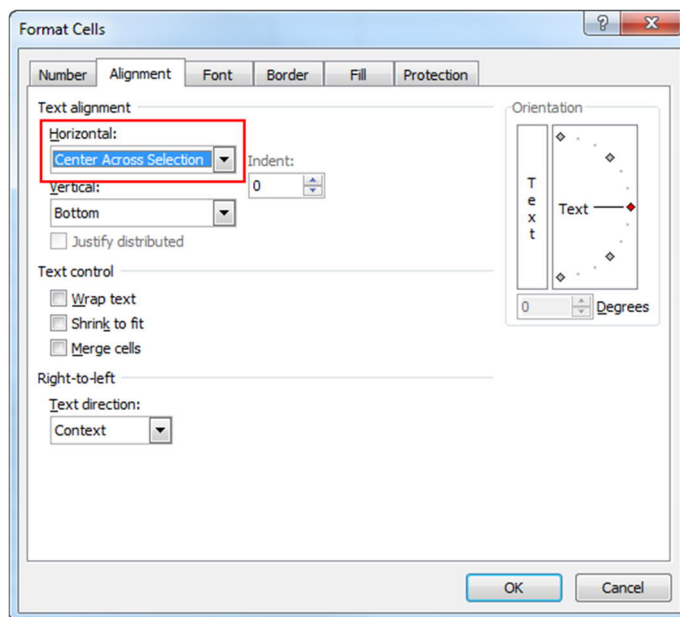 Format Cells
?
Number Alignment Font Border Fill Protection
Text alignment
Horizontal:
Center Across Selection
Indent:
0
Vertical:
Bottom
Justify distributed
Text control
Wrap text
Shrink to fit
Merge cells
Right-to-left
Text direction:
Context
Orientation
Text
Text
0 Degrees
OK Cancel